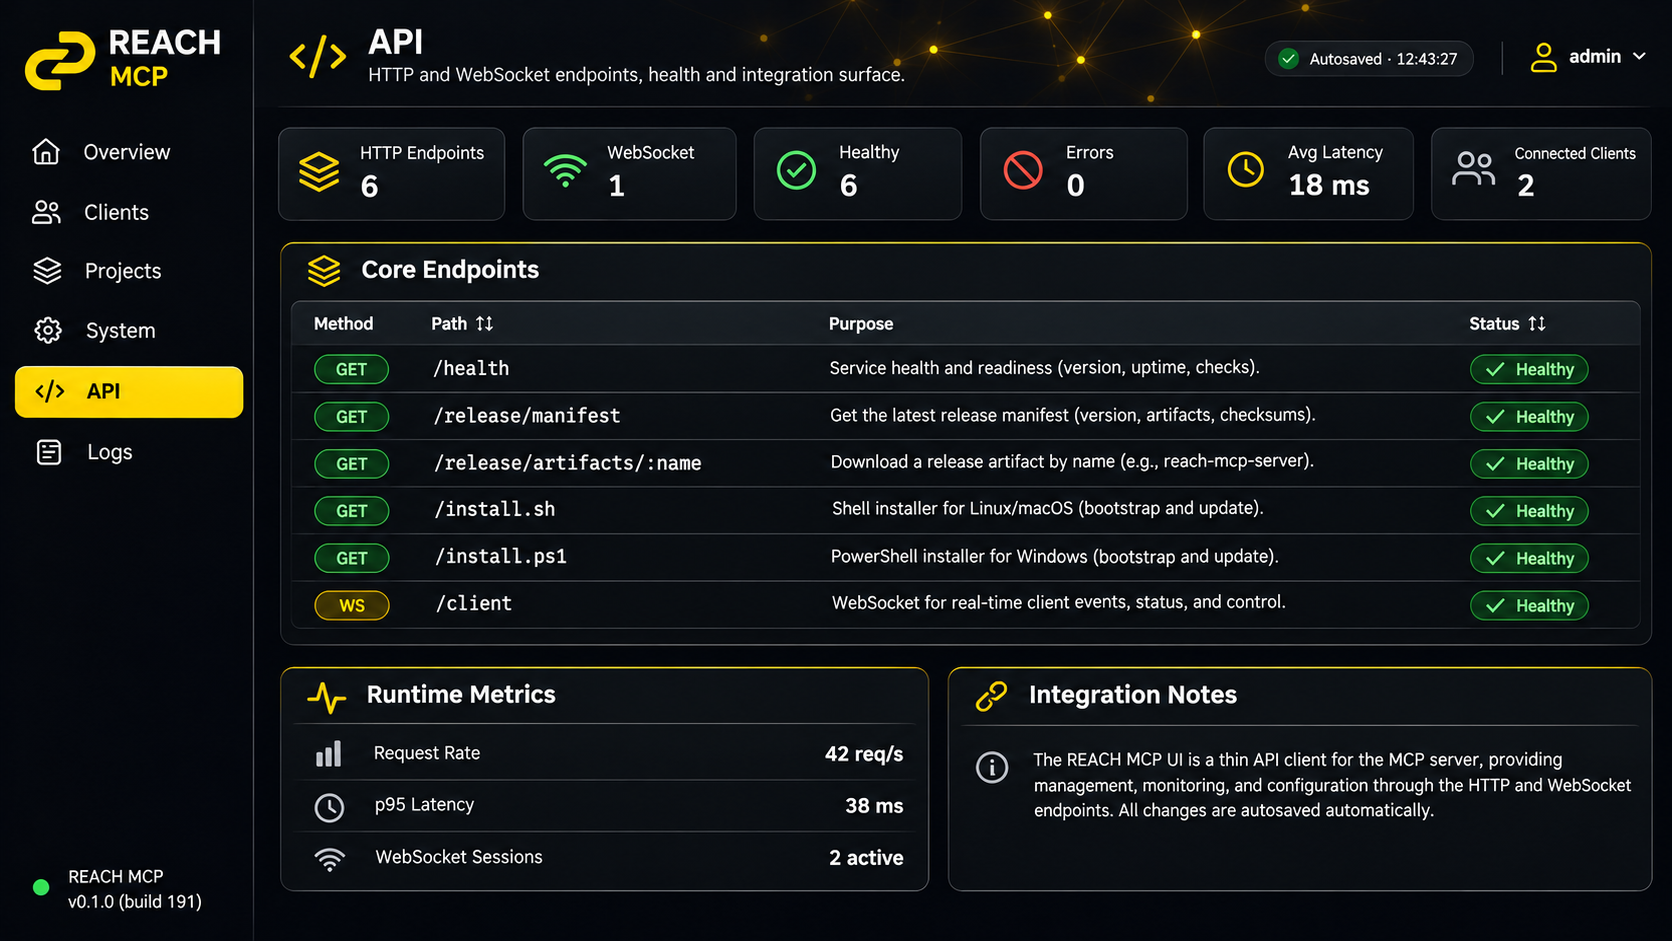 REACH
MCP
Overview
Clients
Projects
System
</> API
Logs
REACH MCP
v0.1.0 (build 191)
</>
API
HTTP and WebSocket endpoints, health and integration surface.
Autosaved · 12:43:27
admin
HTTP Endpoints
6
WebSocket
1
Healthy
6
Errors
0
Avg Latency
18 ms
Connected Clients
2
Core Endpoints
Method Path Purpose Status
GET /health Service health and readiness (version, uptime, checks). Healthy
GET /release/manifest Get the latest release manifest (version, artifacts, checksums). Healthy
GET /release/artifacts/:name Download a release artifact by name (e.g., reach-mcp-server). Healthy
GET /install.sh Shell installer for Linux/macOS (bootstrap and update). Healthy
GET /install.ps1 PowerShell installer for Windows (bootstrap and update). Healthy
WS /client WebSocket for real-time client events, status, and control. Healthy
Runtime Metrics
Request Rate 42 req/s
p95 Latency 38 ms
WebSocket Sessions 2 active
Integration Notes
The REACH MCP UI is a thin API client for the MCP server, providing
management, monitoring, and configuration through the HTTP and WebSocket
endpoints. All changes are autosaved automatically.